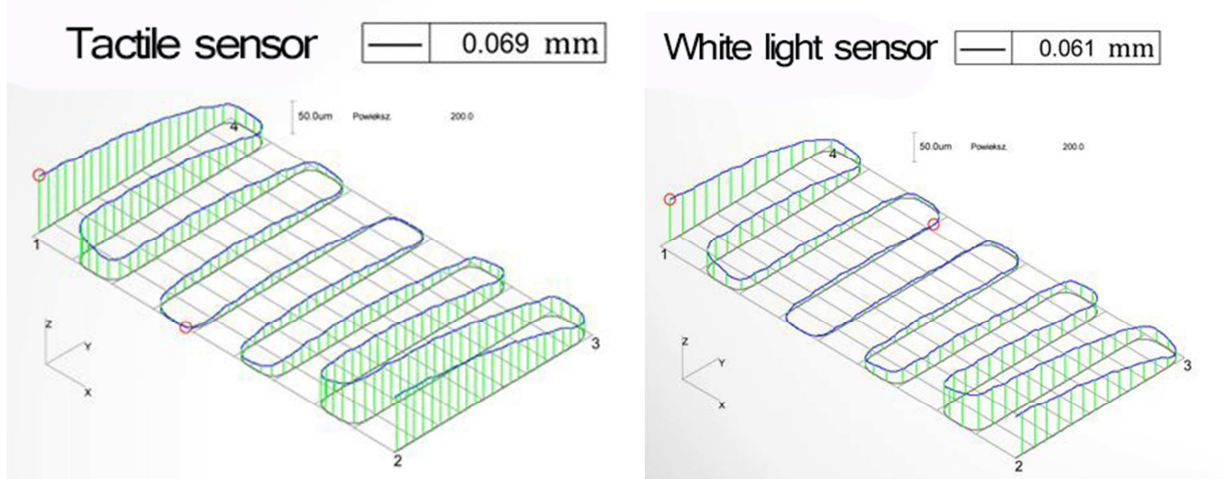 Tactile sensor
0.069 mm
50.0um Powieksz. 200.0
4
1
Z
Y
X
3
2
White light sensor
0.061 mm
50.0um Powieksz. 200.0
4
1
Z
Y
X
3
2